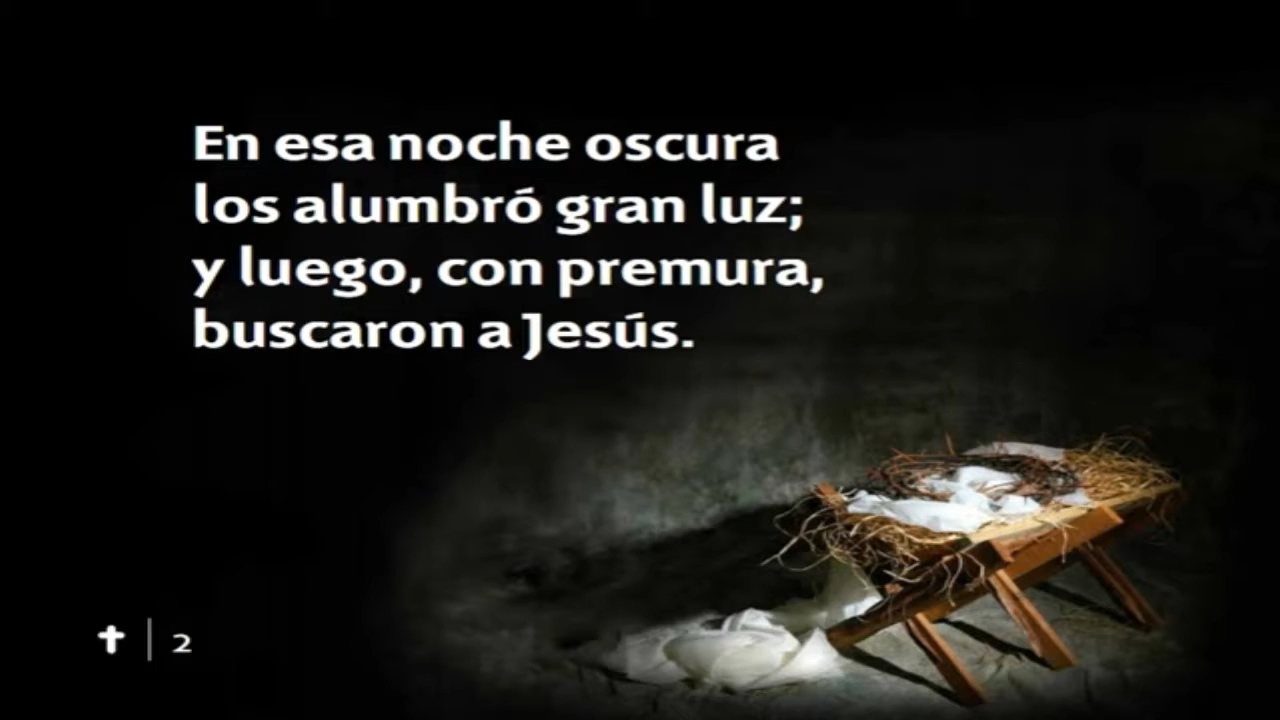 En esa noche oscura
los alumbró gran luz;
y luego, con premura,
buscaron a Jesús.
2